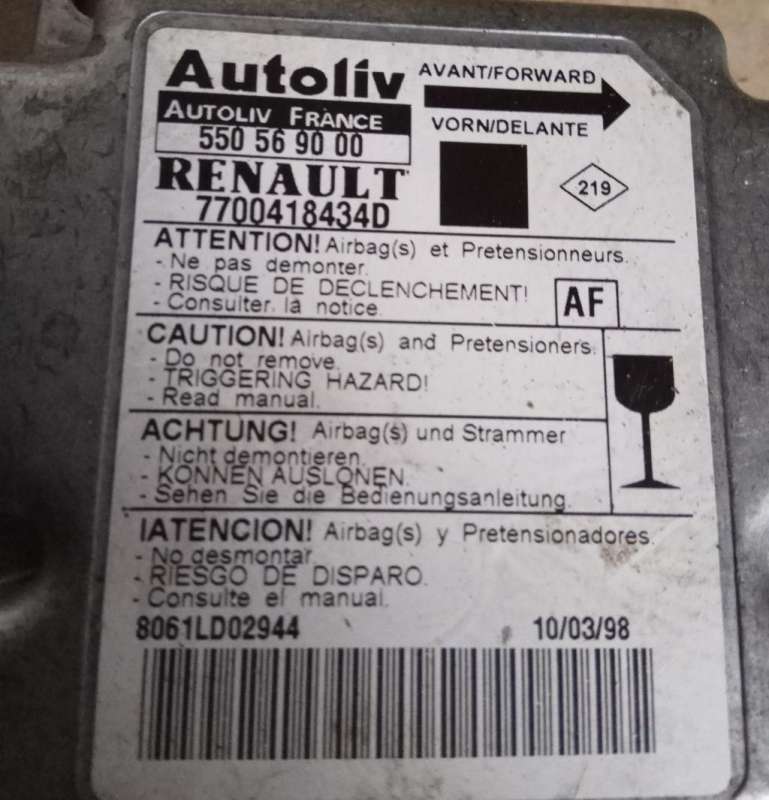 Autoliv
AVANT/FORWARD
AUTOLIV FRANCE
VORN/DELANTE
550 56 90 00
RENAULT
219
7700418434D
ATTENTION! Airbag(s) et Pretensionneurs.
- Ne pas demonter.
- RISQUE DE DECLENCHEMENT!
- Consulter. la notice.
AF
CAUTION! Airbag(s) and Pretensioners.
- Do not remove.
- TRIGGERING HAZARD!
- Read manual.
ACHTUNG! Airbag(s) und Strammer
- Nicht demontieren.
- KONNEN AUSLONEN.
- Sehen Sie die Bedienungsanleitung.
IATENCION! Airbag(s) y Pretensionadores.
- No desmontar.
- RIESGO DE DISPARO.
- Consulte el manual.
8061LD02944 10/03/98